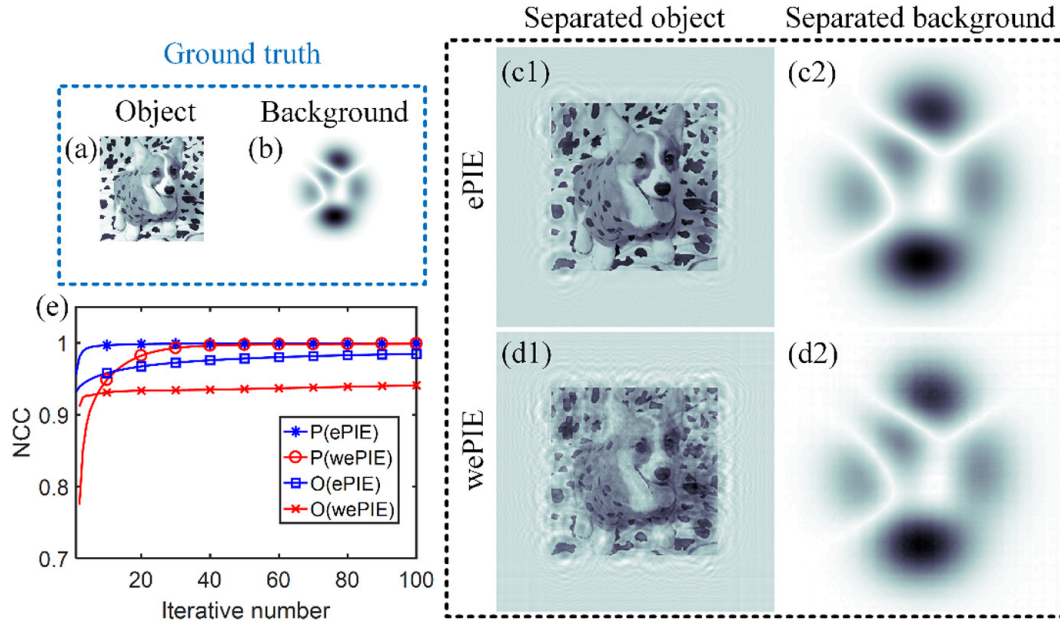 Ground truth
Object Background
(a) (b)
Separated object Separated background
(c1) (c2)
ePIE
(d1) (d2)
wePIE
(e)
NCC
1
0.9
0.8
0.7
P(ePIE)
P(wePIE)
O(ePIE)
O(wePIE)
20 40 60 80 100
Iterative number